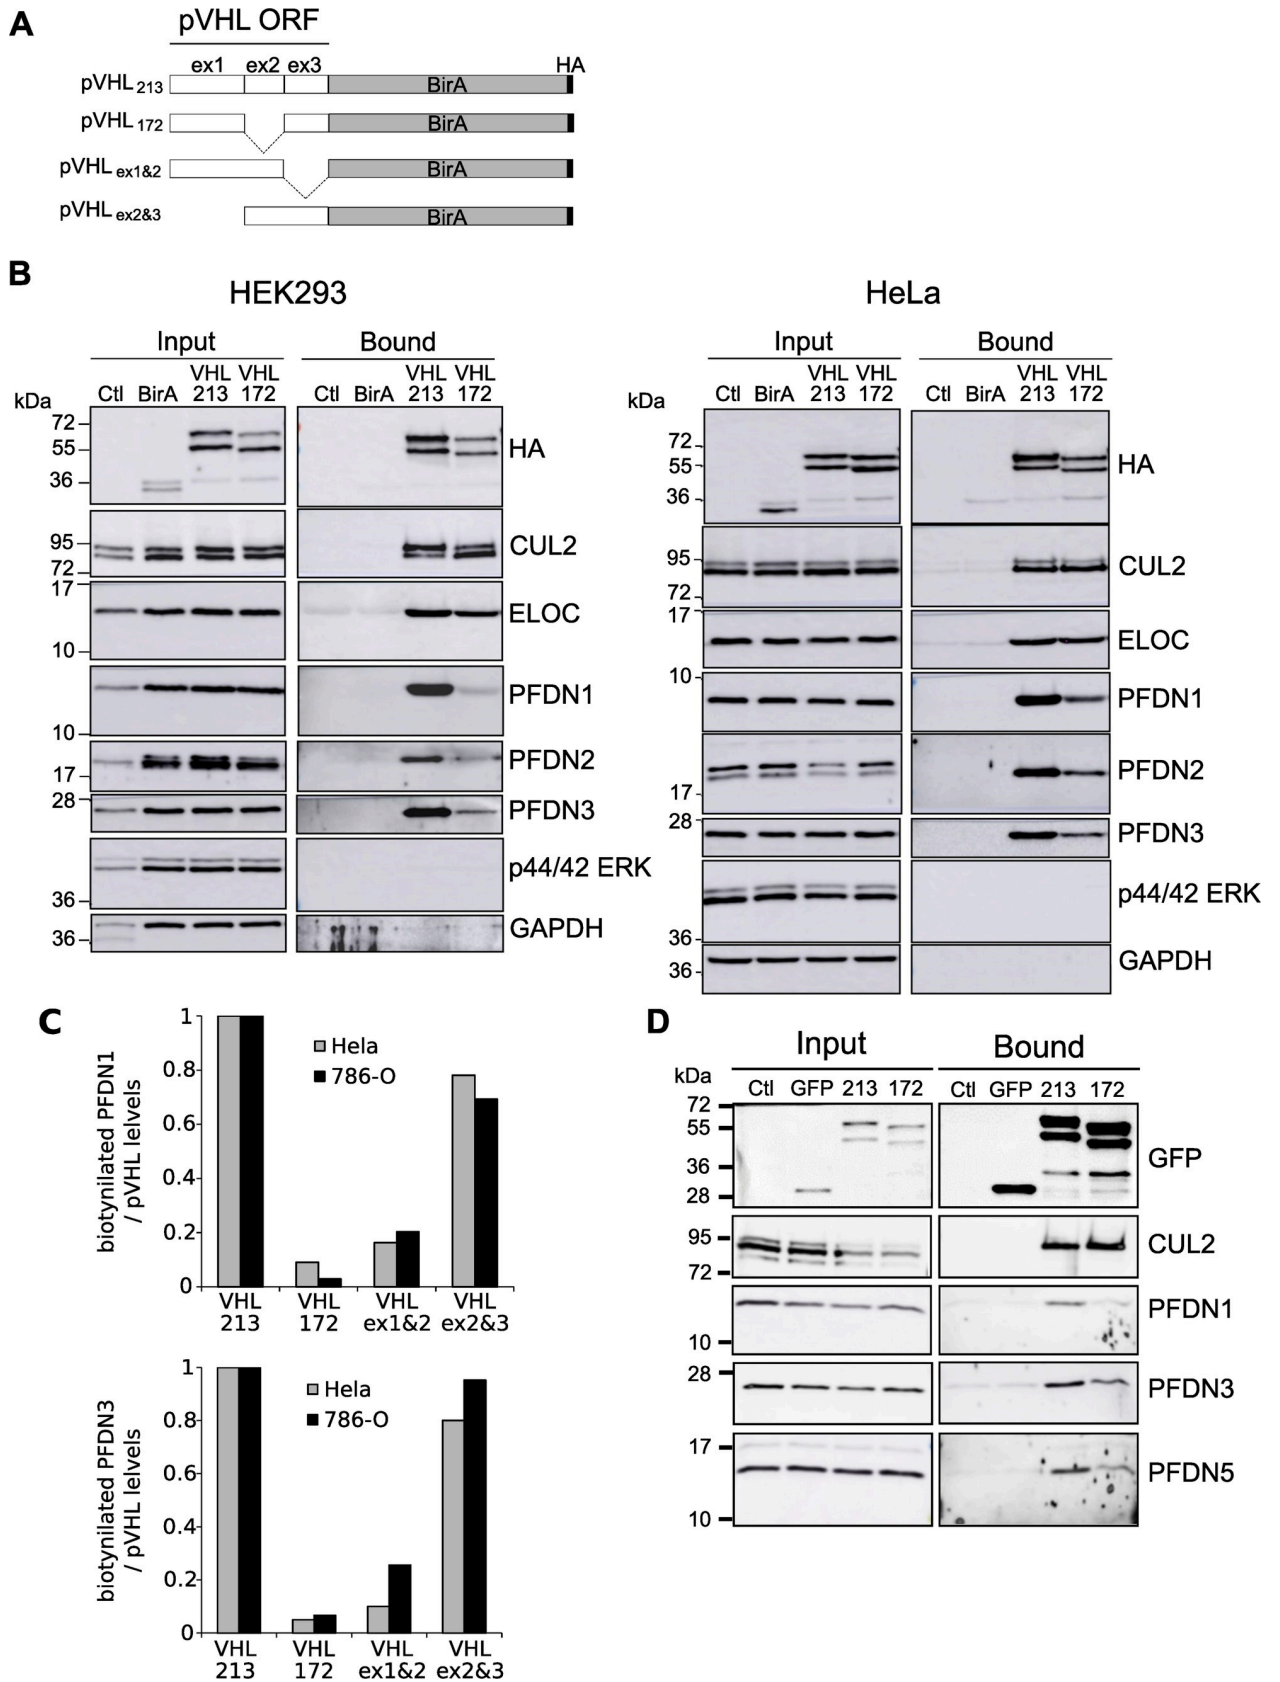 A
pVHL ORF
ex1 ex2 ex3 HA
pVHL 213 BirA
pVHL 172 BirA
pVHL ex1&2 BirA
pVHL ex2&3 BirA
B
HEK293
Input Bound
VHL VHL VHL VHL
Ctl BirA 213 172 Ctl BirA 213 172
kDa
72
55
36
HA
95
72
CUL2
17
10
ELOC
10
PFDN1
17
PFDN2
28
PFDN3
36
p44/42 ERK
36
GAPDH
HeLa
Input Bound
VHL VHL VHL VHL
Ctl BirA 213 172 Ctl BirA 213 172
kDa
72
55
36
HA
95
72
CUL2
17
ELOC
10
PFDN1
17
PFDN2
28
PFDN3
36
p44/42 ERK
36
GAPDH
C
biotynilated PFDN1
/ pVHL lelvels
1
0.8
0.6
0.4
0.2
0
Hela
786-O
VHL VHL VHL VHL
213 172 ex1&2 ex2&3
biotynilated PFDN3
/ pVHL lelvels
1
0.8
0.6
0.4
0.2
0
Hela
786-O
VHL VHL VHL VHL
213 172 ex1&2 ex2&3
D
Input Bound
kDa
Ctl GFP 213 172 Ctl GFP 213 172
72
55
36
28
GFP
95
72
CUL2
10
PFDN1
28
PFDN3
17
10
PFDN5